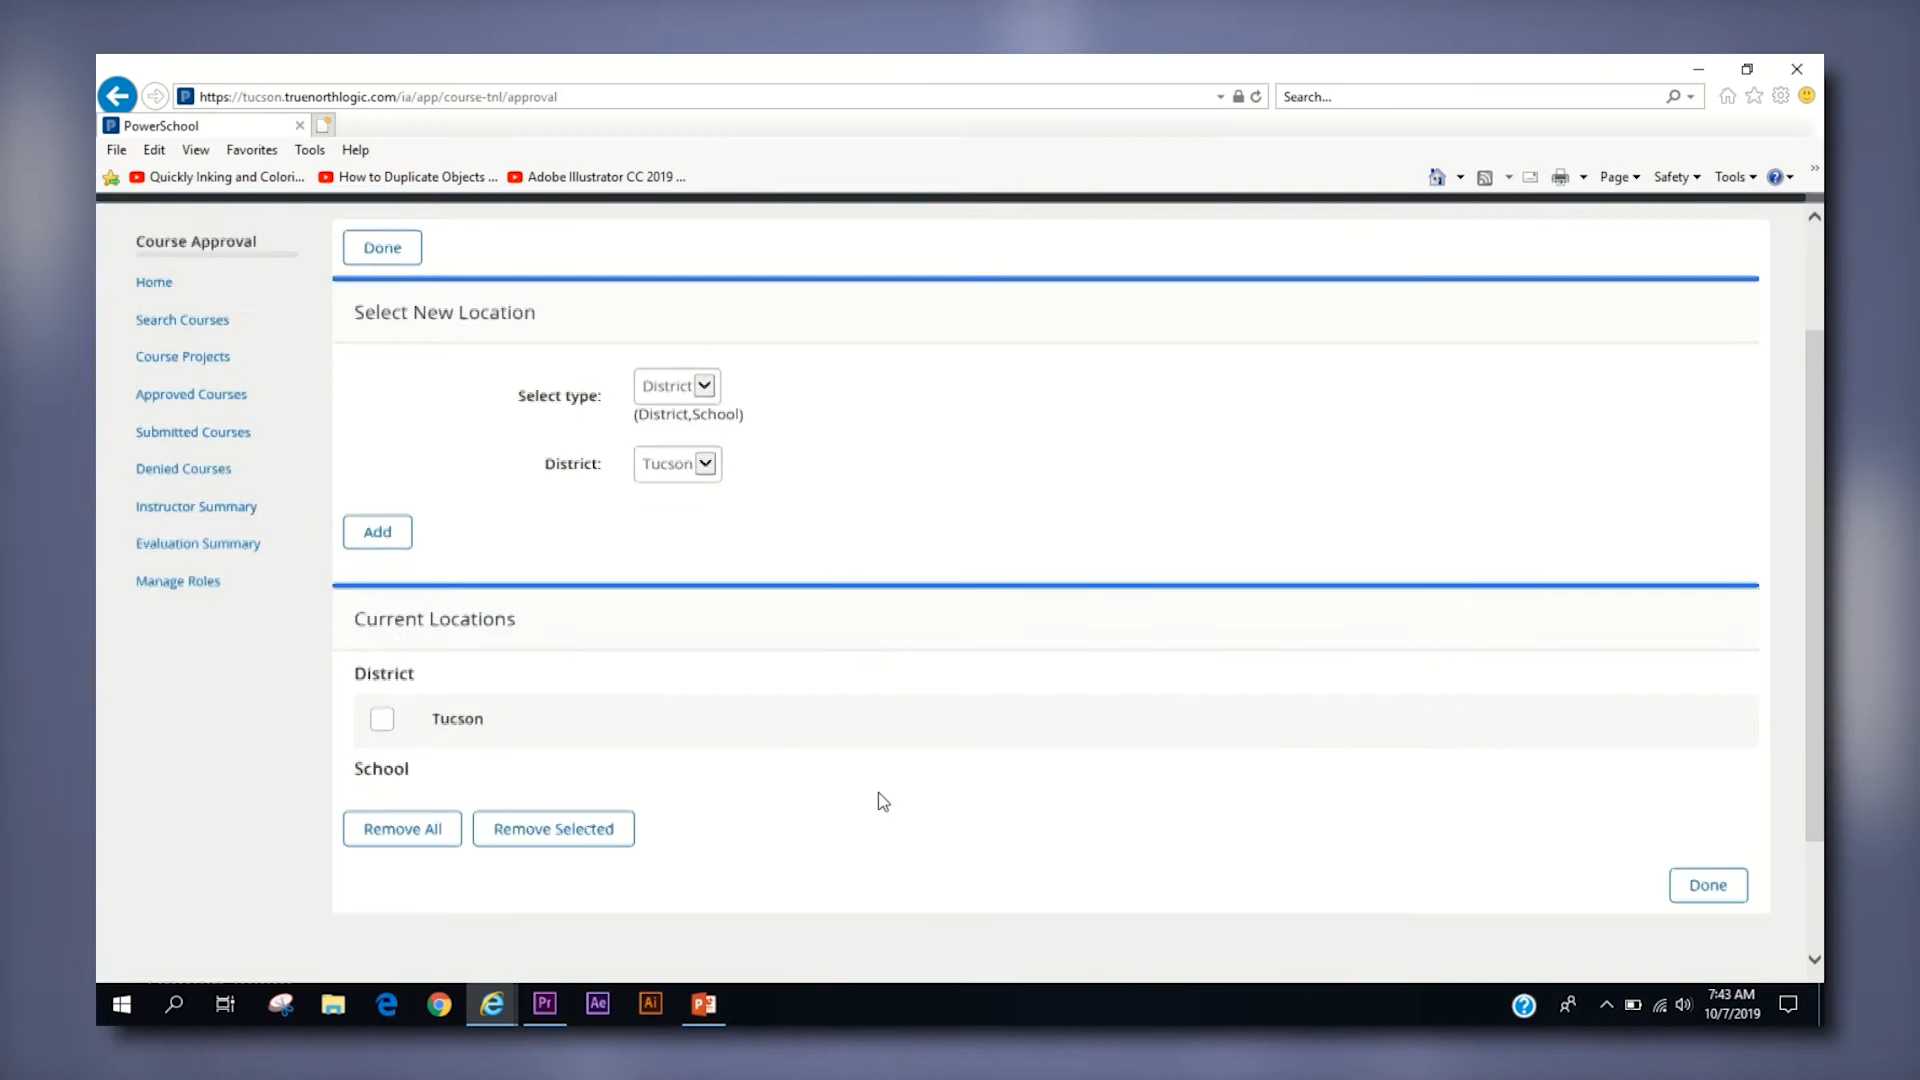 https://tucson.truenorthlogic.com/ia/app/course-tnl/approval
Search...
PowerSchool
File Edit View Favorites Tools Help
Quickly Inking and Colori... How to Duplicate Objects ... Adobe Illustrator CC 2019 ...
Page Safety Tools
Course Approval
Home
Search Courses
Course Projects
Approved Courses
Submitted Courses
Denied Courses
Instructor Summary
Evaluation Summary
Manage Roles
Done
Select New Location
Select type: District
(District,School)
District: Tucson
Add
Current Locations
District
Tucson
School
Remove All Remove Selected
Done
Pr Ae Ai
7:43 AM
10/7/2019